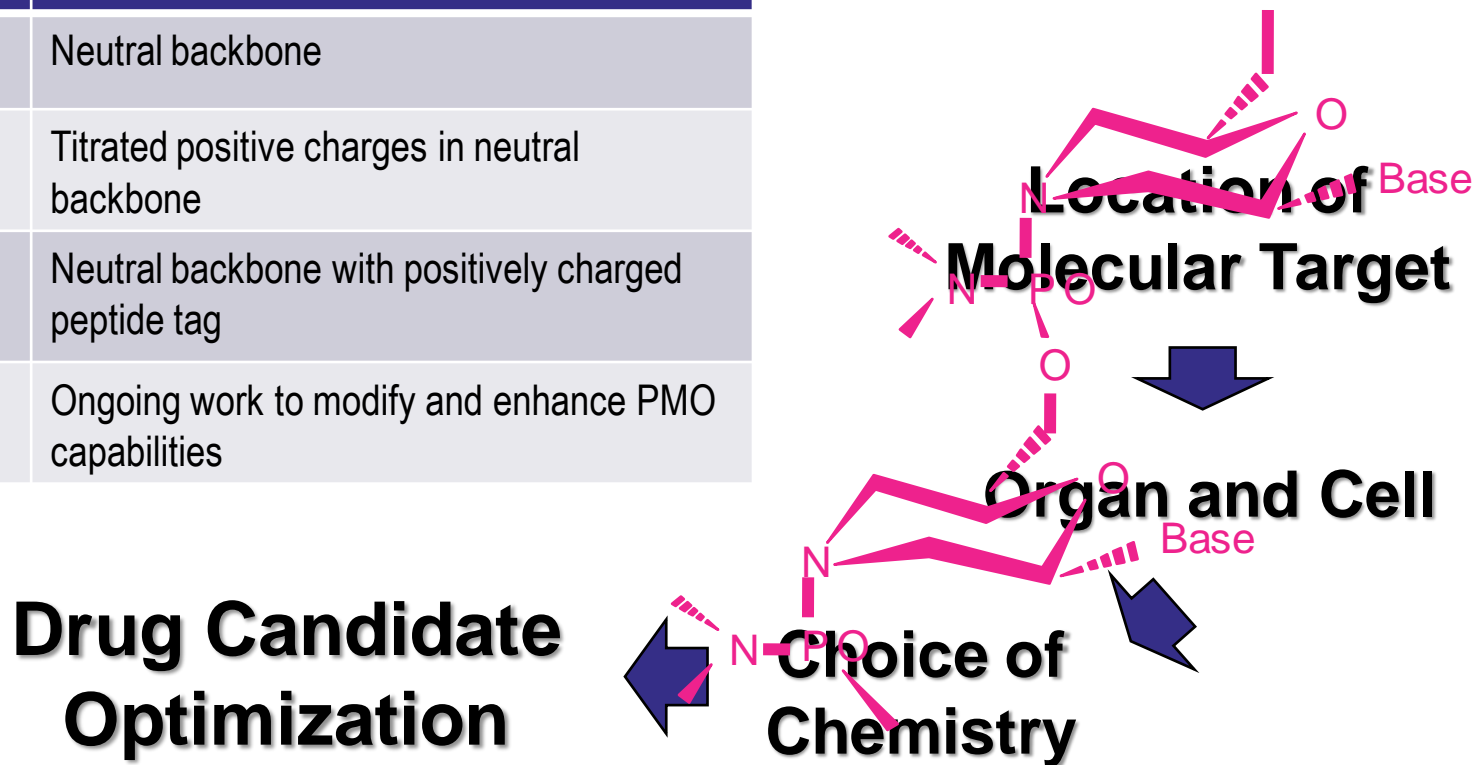 Neutral backbone
Titrated positive charges in neutral
backbone
Neutral backbone with positively charged
peptide tag
Ongoing work to modify and enhance PMO
capabilities
O
Base
N
Location of
Molecular Target
N
P
O
O
Organ and Cell
O
Base
N
Drug Candidate
Optimization
N
P
O
Choice of
Chemistry